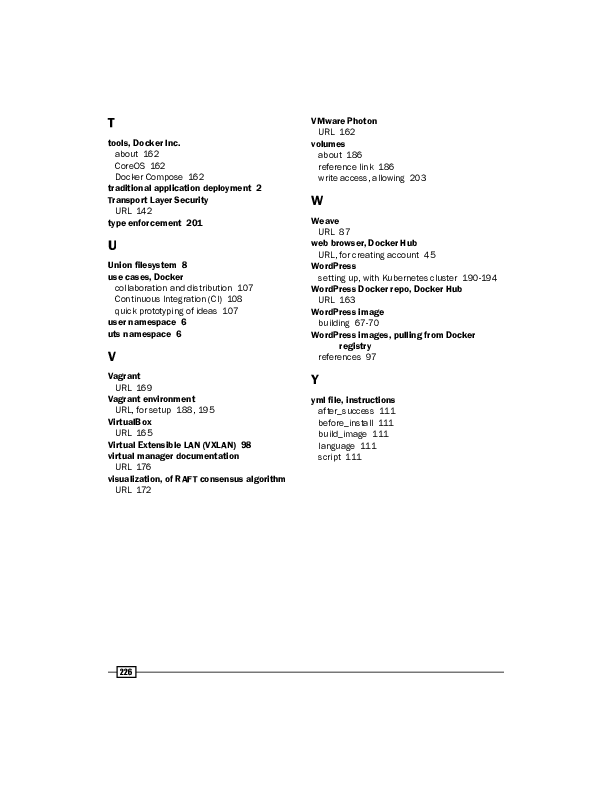 T
tools, Docker Inc.
about 162
CoreOS 162
Docker Compose 162
traditional application deployment 2
Transport Layer Security
URL 142
type enforcement 201
U
Union filesystem 8
use cases, Docker
collaboration and distribution 107
Continuous Integration (CI) 108
quick prototyping of ideas 107
user namespace 6
uts namespace 6
V
Vagrant
URL 169
Vagrant environment
URL, for setup 188, 195
VirtualBox
URL 165
Virtual Extensible LAN (VXLAN) 98
virtual manager documentation
URL 176
visualization, of RAFT consensus algorithm
URL 172
VMware Photon
URL 162
volumes
about 186
reference link 186
write access, allowing 203
W
Weave
URL 87
web browser, Docker Hub
URL, for creating account 45
WordPress
setting up, with Kubernetes cluster 190-194
WordPress Docker repo, Docker Hub
URL 163
WordPress image
building 67-70
WordPress images, pulling from Docker
registry
references 97
Y
yml file, instructions
after_success 111
before_install 111
build_image 111
language 111
script 111
226